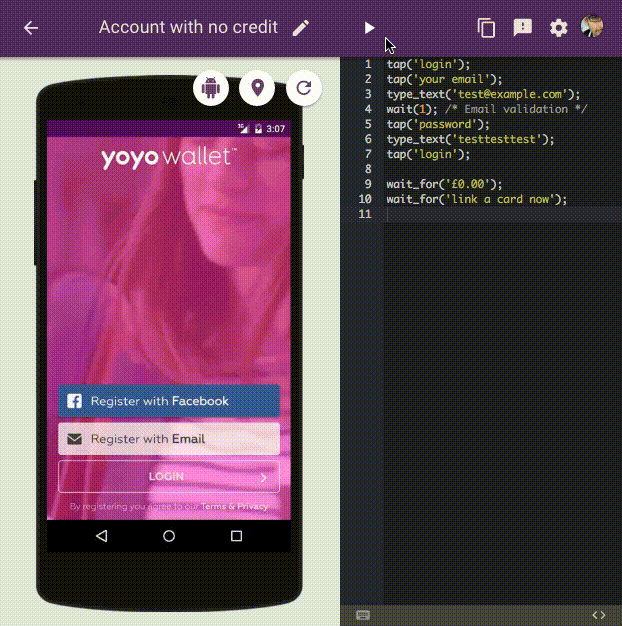 Account with no credit
3:07
yoyo wallet™
Register with Facebook
Register with Email
LOGIN
By registering you agree to our Terms & Privacy
1 tap('login');
2 tap('your email');
3 type_text('test@example.com');
4 wait(1); /* Email validation */
5 tap('password');
6 type_text('testtesttest');
7 tap('login');
8
9 wait_for('£0.00');
10 wait_for('link a card now');
11